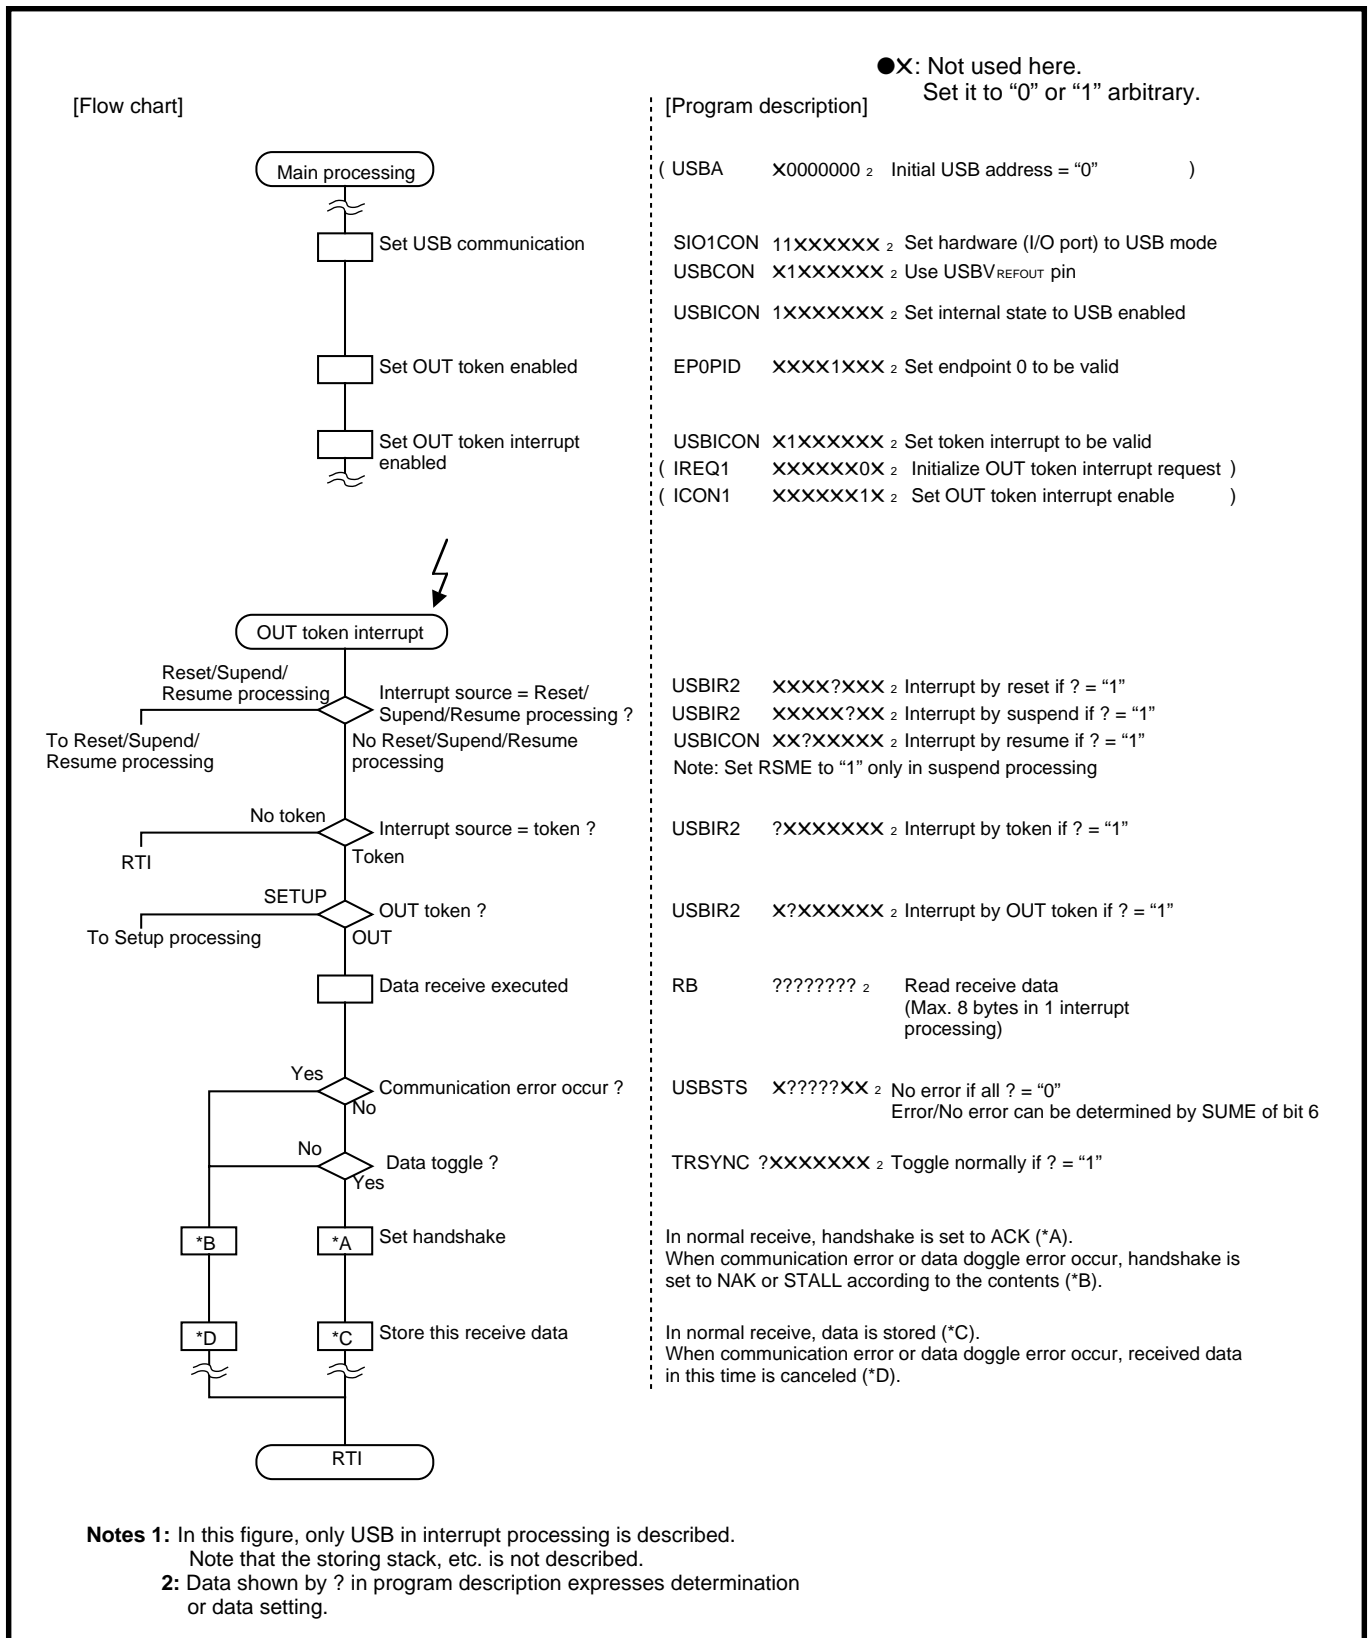 ●X: Not used here.
Set it to “0” or “1” arbitrary.
[Flow chart]
[Program description]
Main processing
( USBA X0000000 2 Initial USB address = “0” )
Set USB communication
SIO1CON 11XXXXXX 2 Set hardware (I/O port) to USB mode
USBCON X1XXXXXX 2 Use USBVREFOUT pin
USBICON 1XXXXXXX 2 Set internal state to USB enabled
Set OUT token enabled
EP0PID XXXX1XXX 2 Set endpoint 0 to be valid
Set OUT token interrupt
enabled
USBICON X1XXXXXX 2 Set token interrupt to be valid
( IREQ1 XXXXXX0X 2 Initialize OUT token interrupt request )
( ICON1 XXXXXX1X 2 Set OUT token interrupt enable )
OUT token interrupt
Reset/Supend/
Resume processing
Interrupt source = Reset/
Supend/Resume processing ?
To Reset/Supend/
Resume processing
No Reset/Supend/Resume
processing
USBIR2 XXXX?XXX 2 Interrupt by reset if ? = “1”
USBIR2 XXXXX?XX 2 Interrupt by suspend if ? = “1”
USBICON XX?XXXXX 2 Interrupt by resume if ? = “1”
Note: Set RSME to “1” only in suspend processing
No token
Interrupt source = token ?
RTI
Token
USBIR2 ?XXXXXXX 2 Interrupt by token if ? = “1”
SETUP
OUT token ?
To Setup processing
OUT
USBIR2 X?XXXXXX 2 Interrupt by OUT token if ? = “1”
Data receive executed
RB ???????? 2 Read receive data
(Max. 8 bytes in 1 interrupt
processing)
Yes
Communication error occur ?
No
USBSTS X?????XX 2 No error if all ? = “0”
Error/No error can be determined by SUME of bit 6
No
Data toggle ?
Yes
TRSYNC ?XXXXXXX 2 Toggle normally if ? = “1”
*B
*A
Set handshake
In normal receive, handshake is set to ACK (*A).
When communication error or data doggle error occur, handshake is
set to NAK or STALL according to the contents (*B).
*D
*C
Store this receive data
In normal receive, data is stored (*C).
When communication error or data doggle error occur, received data
in this time is canceled (*D).
RTI
Notes 1: In this figure, only USB in interrupt processing is described.
Note that the storing stack, etc. is not described.
2: Data shown by ? in program description expresses determination
or data setting.